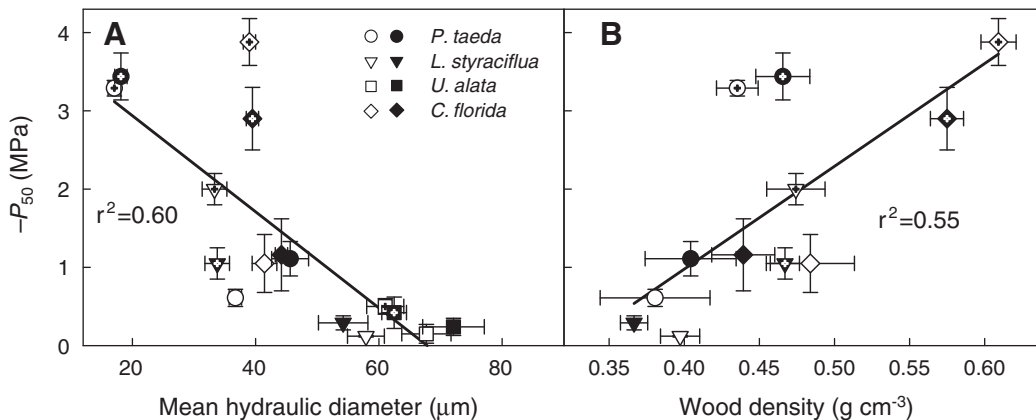 A
B
P. taeda
L. styraciflua
U. alata
C. florida
r²=0.60
r²=0.55
–P₅₀ (MPa)
4
3
2
1
0
20 40 60 80
0.35 0.40 0.45 0.50 0.55 0.60
Mean hydraulic diameter (μm)
Wood density (g cm⁻³)